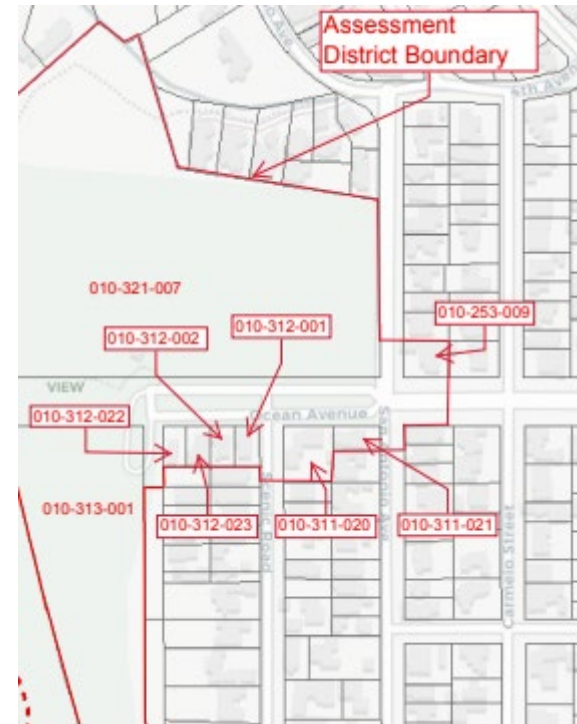 Assessment
District Boundary
6th Avenue
010-321-007
010-312-001
010-253-009
010-312-002
VIEW
Ocean Avenue
010-312-022
San Antonio Ave
010-313-001
010-312-023
010-311-020
010-311-021
Scenic Road
Carmelo Street